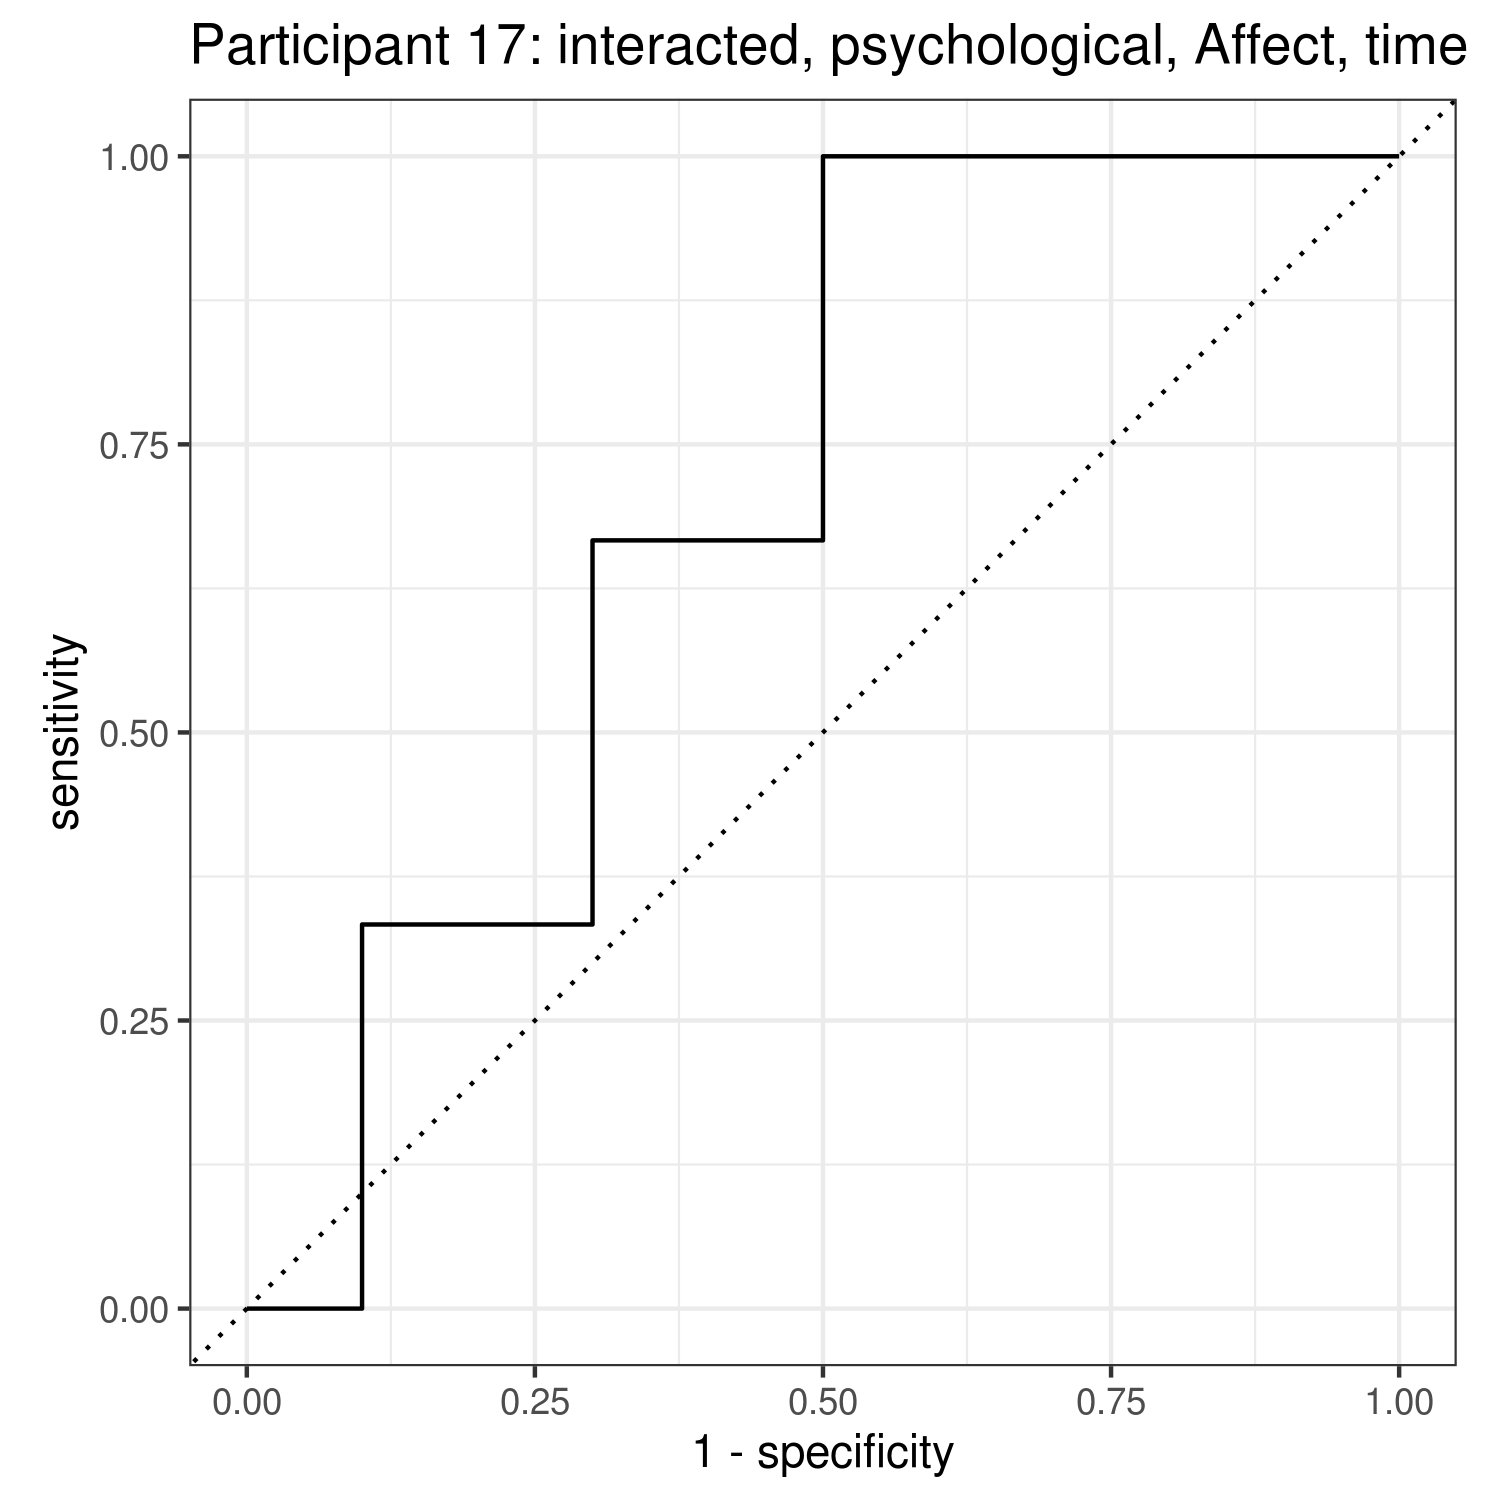 Participant 17: interacted, psychological, Affect, time
1.00
0.75
0.50
0.25
0.00
sensitivity
0.00 0.25 0.50 0.75 1.00
1 - specificity